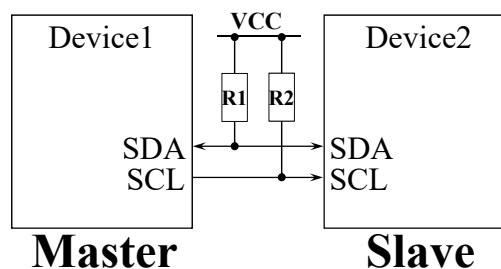 VCC
Device1
Device2
R1 R2
SDA
SCL
SDA
SCL
Master
Slave